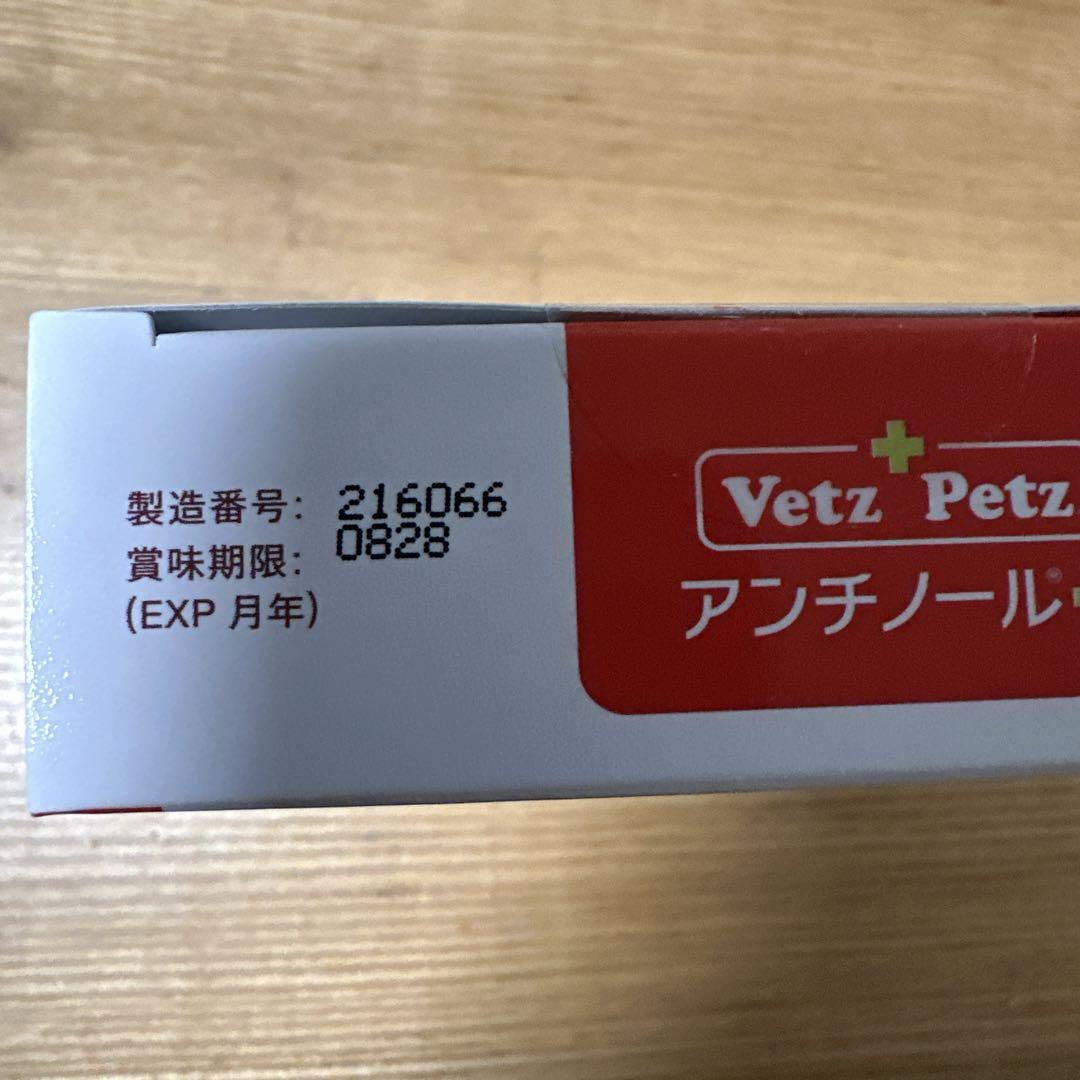 製造番号: 216066
賞味期限: 0828
(EXP 月年)
Vetz Petz
アンチノール®